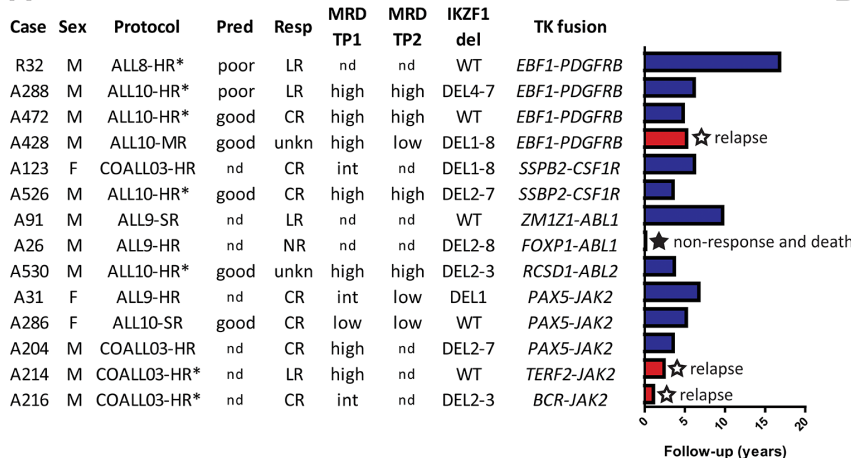 MRD MRD IKZF1
Case Sex Protocol Pred Resp TP1 TP2 del TK fusion
R32 M ALL8-HR* poor LR nd nd WT EBF1-PDGFRB
A288 M ALL10-HR* poor LR high high DEL4-7 EBF1-PDGFRB
A472 M ALL10-HR* good CR high high WT EBF1-PDGFRB
A428 M ALL10-MR good unkn high low DEL1-8 EBF1-PDGFRB ☆ relapse
A123 F COALL03-HR nd CR int nd DEL1-8 SSPB2-CSF1R
A526 M ALL10-HR* good CR high high DEL2-7 SSBP2-CSF1R
A91 M ALL9-SR nd LR nd nd WT ZM1Z1-ABL1
A26 M ALL9-HR nd NR nd nd DEL2-8 FOXP1-ABL1 ★ non-response and death
A530 M ALL10-HR* good unkn high high DEL2-3 RCSD1-ABL2
A31 F ALL9-HR nd CR int low DEL1 PAX5-JAK2
A286 F ALL10-SR good CR low low WT PAX5-JAK2
A204 M COALL03-HR nd CR high nd DEL2-7 PAX5-JAK2
A214 M COALL03-HR* nd LR high nd WT TERF2-JAK2 ☆ relapse
A216 M COALL03-HR* nd CR int nd DEL2-3 BCR-JAK2 ☆ relapse
0 5 10 15 20
Follow-up (years)